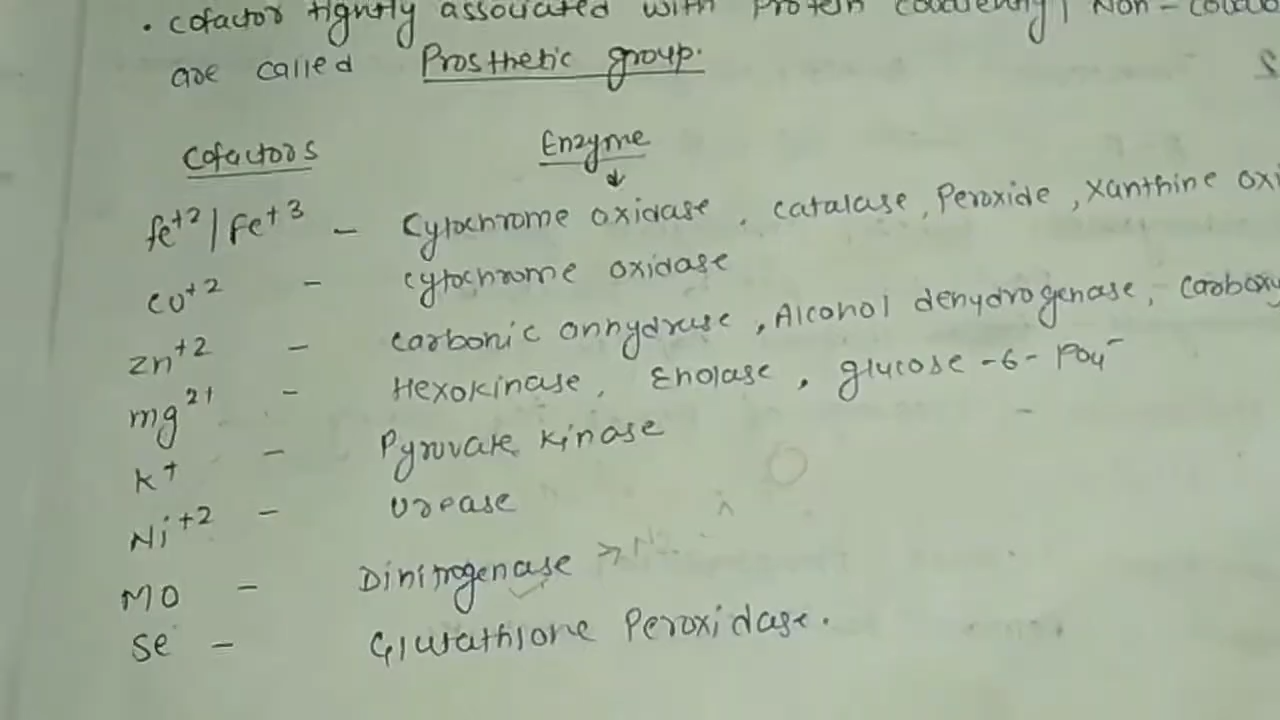 . cofactor tightly associated with Protein covalently / Non-
are called Prosthetic group.
Cofactors Enzyme
↓
fe+2 / Fe+3 - Cytochrome oxidase , catalase, Peroxide , Xanthine oxi
cu+2 - cytochrome oxidase
Zn+2 - carbonic anhydrase , Alcohol dehydrogenase, carboxy
mg2+ - Hexokinase, Enolase , glucose -6- PO4-
K+ - Pyruvate kinase
Ni+2 - urease
MO - Dinitrogenase >
Se - Glutathione Peroxidase.